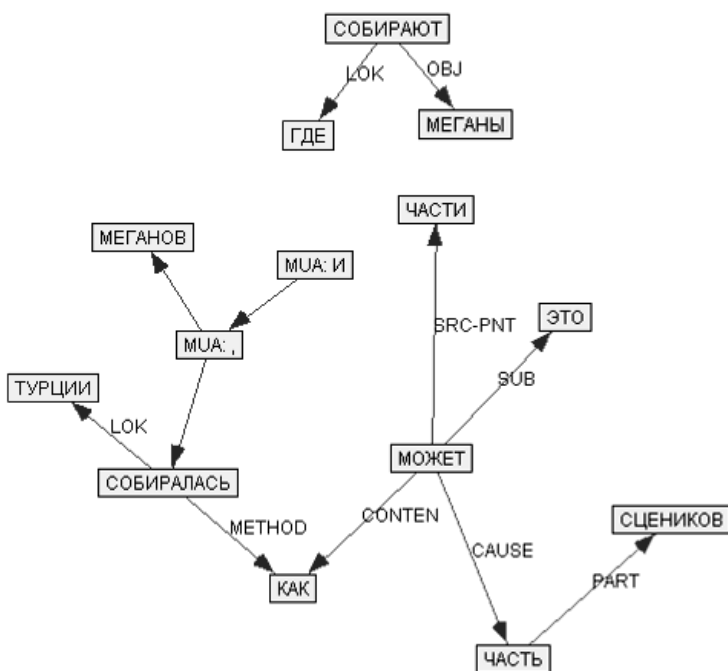 СОБИРАЮТ
LOK
OBJ
ГДЕ
МЕГАНЫ
ЧАСТИ
МЕГАНОВ
MUA: И
SRC-PNT
ЭТО
MUA: ,
SUB
ТУРЦИИ
LOK
МОЖЕТ
СОБИРАЛАСЬ
METHOD
CONTEN
СЦЕНИКОВ
CAUSE
КАК
PART
ЧАСТЬ